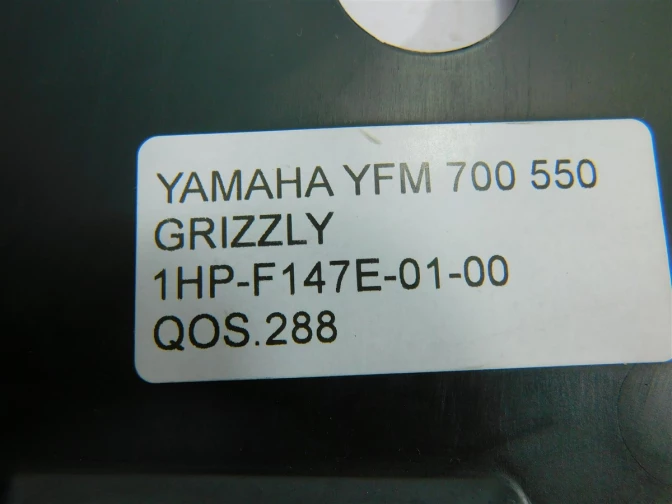 YAMAHA YFM 700 550
GRIZZLY
1HP-F147E-01-00
QOS.288